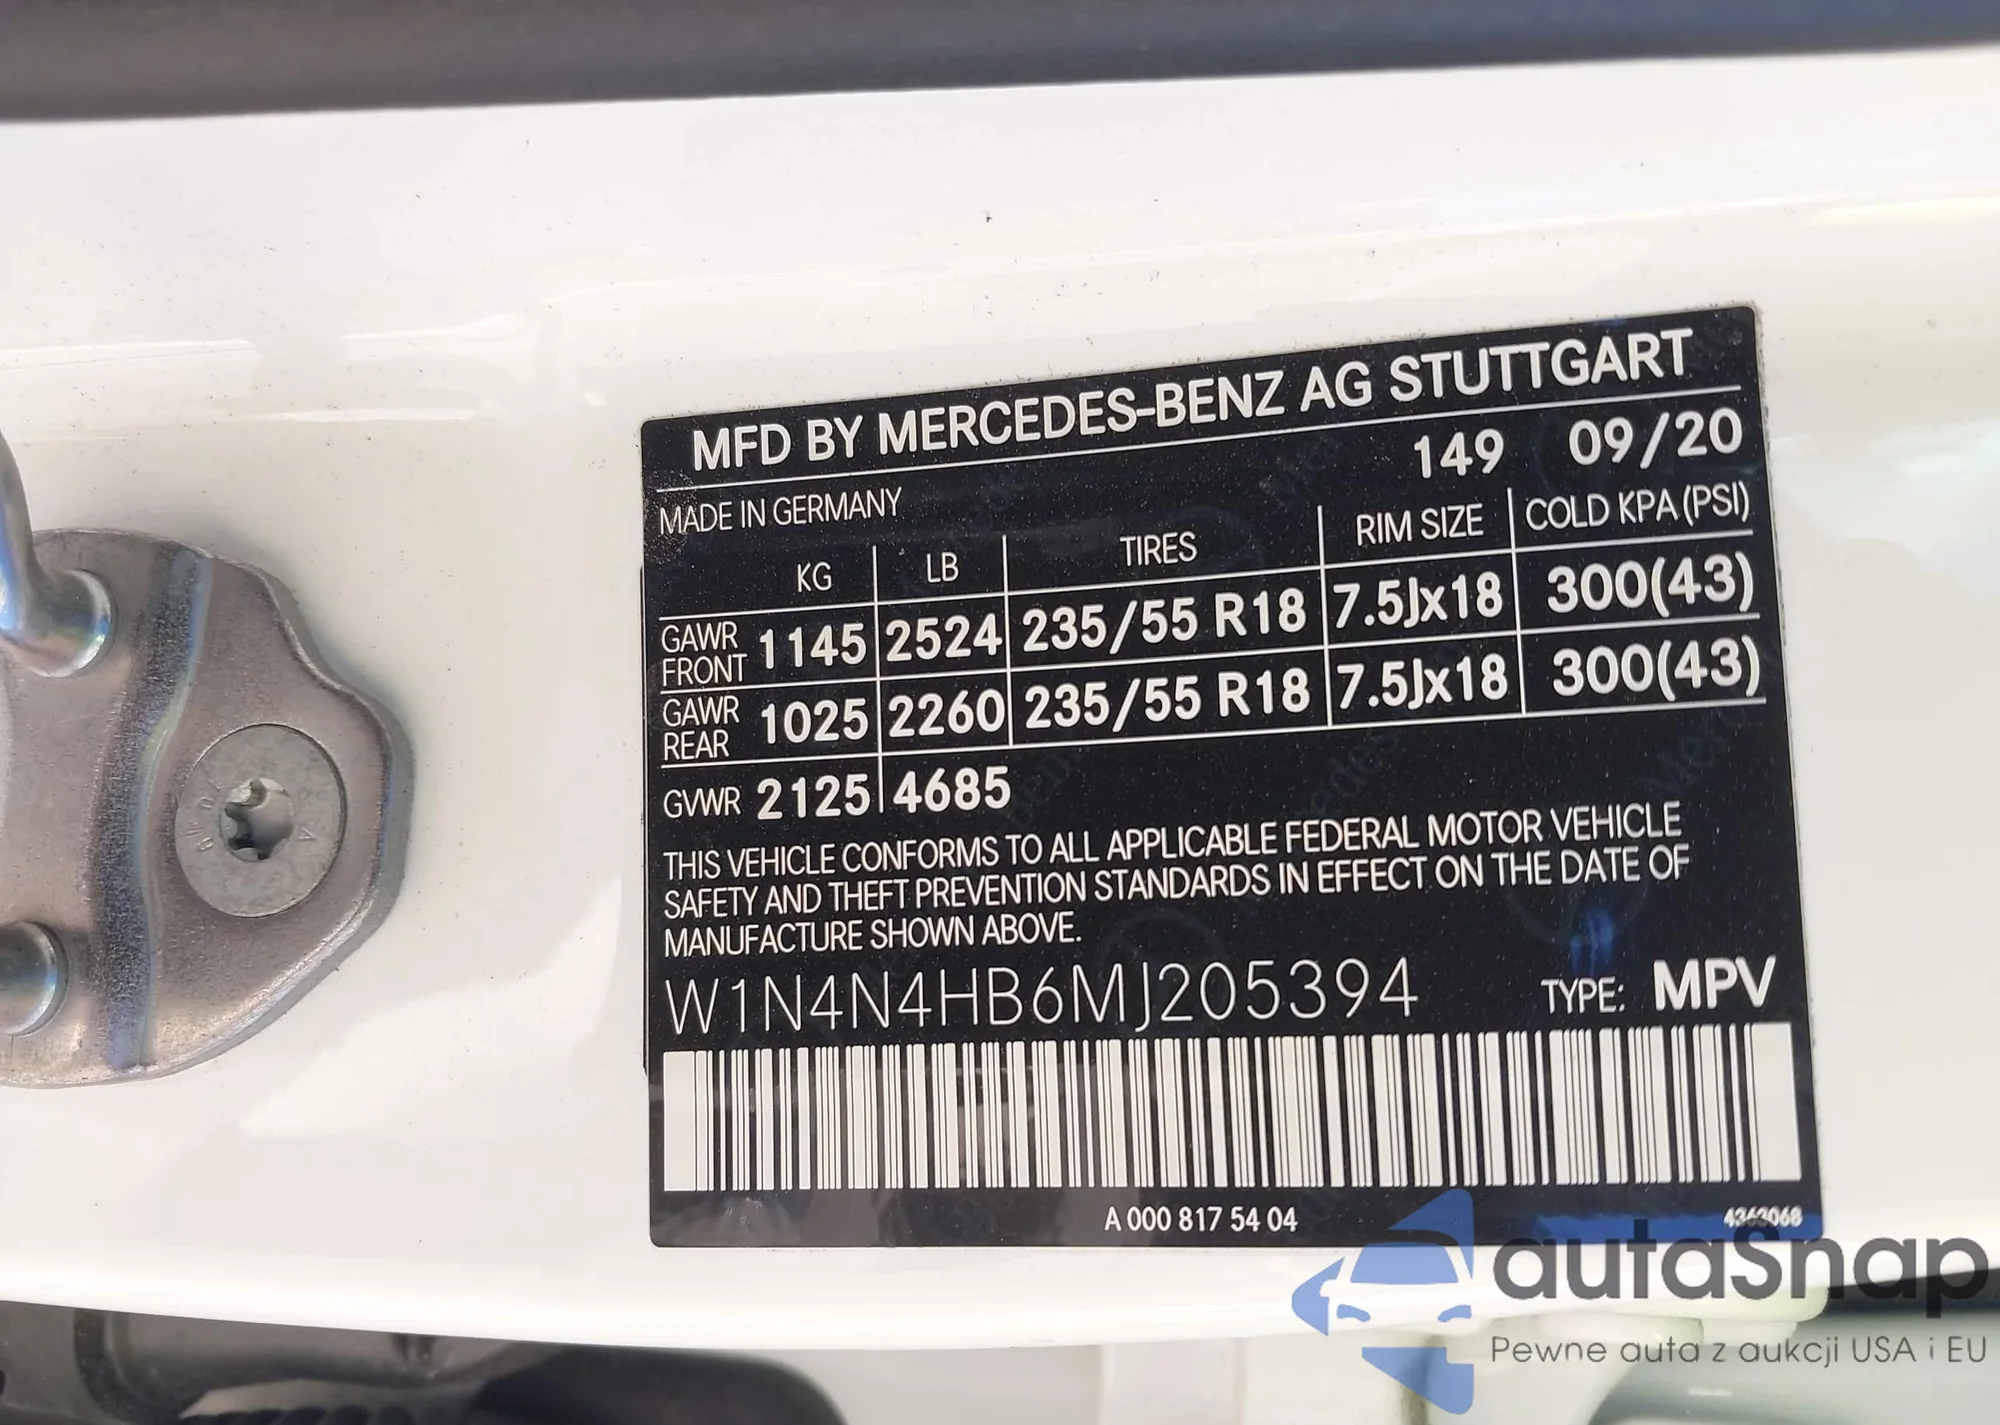 MFD BY MERCEDES-BENZ AG STUTTGART
149 09/20
MADE IN GERMANY
KG LB TIRES RIM SIZE COLD KPA (PSI)
GAWR FRONT 1145 2524 235/55 R18 7.5Jx18 300(43)
GAWR REAR 1025 2260 235/55 R18 7.5Jx18 300(43)
GVWR 2125 4685
THIS VEHICLE CONFORMS TO ALL APPLICABLE FEDERAL MOTOR VEHICLE
SAFETY AND THEFT PREVENTION STANDARDS IN EFFECT ON THE DATE OF
MANUFACTURE SHOWN ABOVE.
W1N4N4HB6MJ205394 TYPE: MPV
A 000 817 54 04
4363068
autaSnap
Pewne auta z aukcji USA i EU